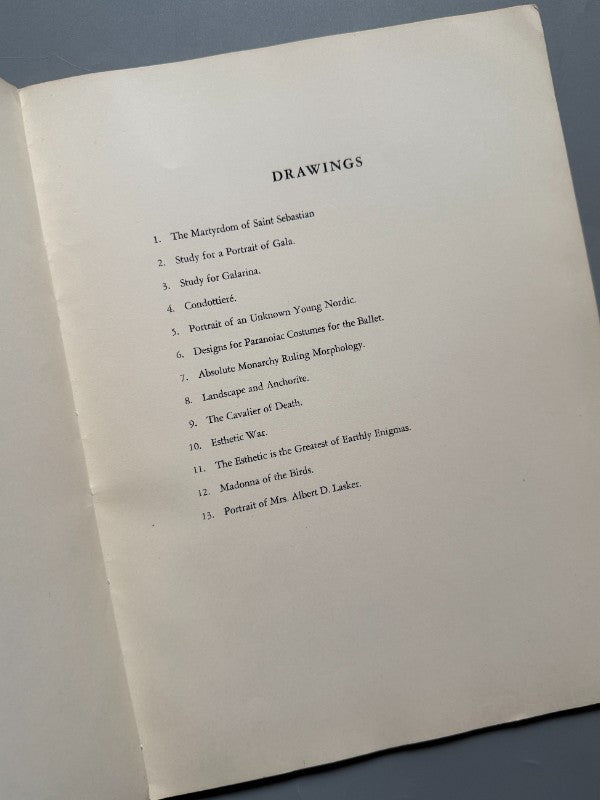 DRAWINGS
1. The Martyrdom of Saint Sebastian
2. Study for a Portrait of Gala.
3. Study for Galarina.
4. Condottieré.
5. Portrait of an Unknown Young Nordic.
6. Designs for Paranoiac Costumes for the Ballet.
7. Absolute Monarchy Ruling Morphology.
8. Landscape and Anchorite.
9. The Cavalier of Death.
10. Esthetic War.
11. The Esthetic is the Greatest of Earthly Enigmas.
12. Madonna of the Birds.
13. Portrait of Mrs. Albert D. Lasker.